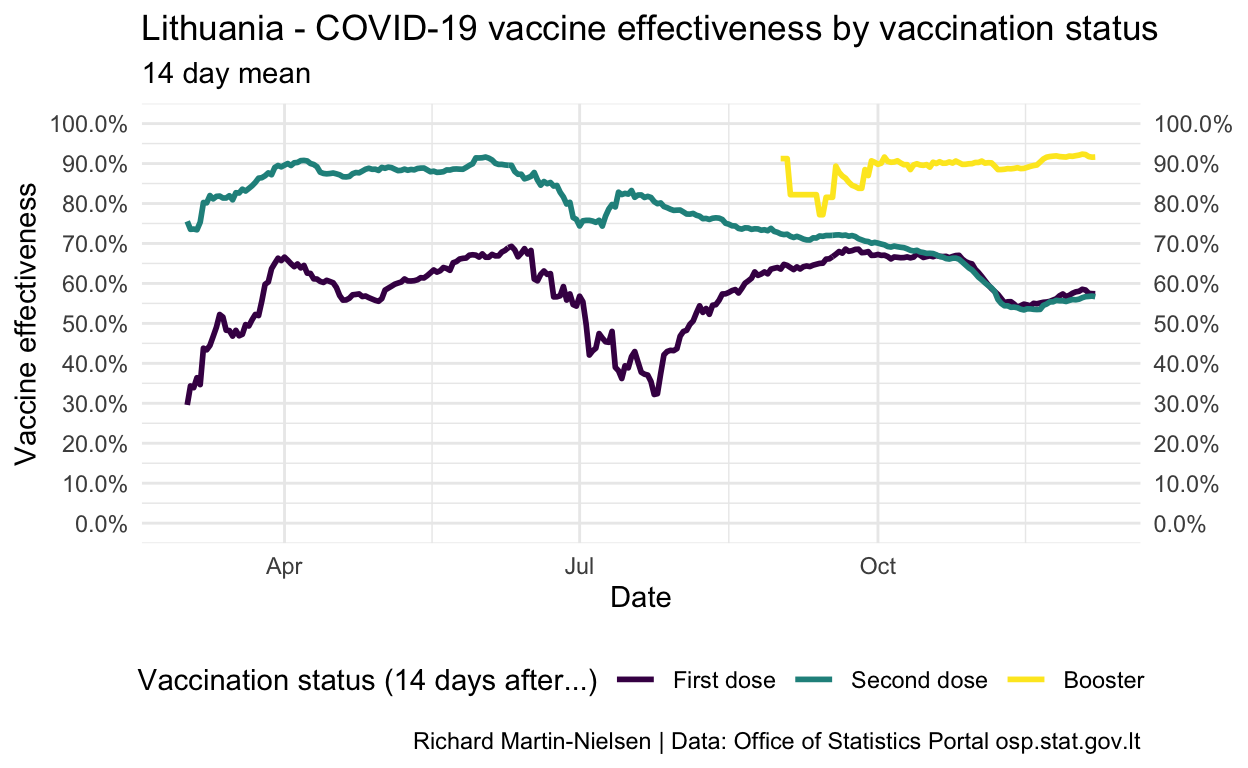 Lithuania - COVID-19 vaccine effectiveness by vaccination status
14 day mean
Vaccine effectiveness
100.0% 100.0%
90.0% 90.0%
80.0% 80.0%
70.0% 70.0%
60.0% 60.0%
50.0% 50.0%
40.0% 40.0%
30.0% 30.0%
20.0% 20.0%
10.0% 10.0%
0.0% 0.0%
Apr Jul Oct
Date
Vaccination status (14 days after...) First dose Second dose Booster
Richard Martin-Nielsen | Data: Office of Statistics Portal osp.stat.gov.lt